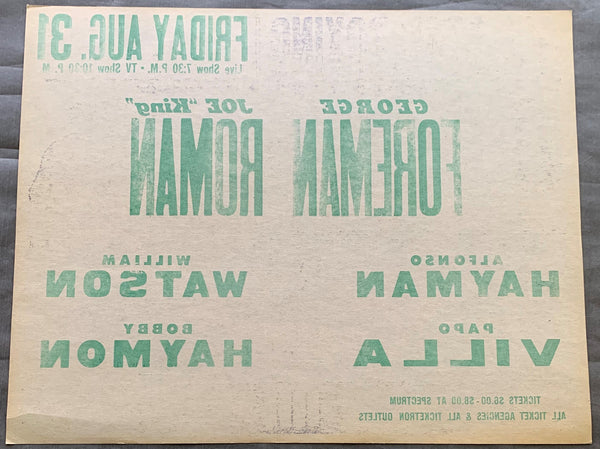 BOXING
FRIDAY AUG. 31
Live Show 7:30 P.M. • TV Show 10:30 P. M.
GEORGE
FOREMAN
JOE "King"
ROMAN
ALFONSO
HAYMAN
WILLIAM
WATSON
PAPO
VILLA
BOBBY
HAYMON
TICKETS $6.00 - $8.00 AT SPECTRUM
ALL TICKET AGENCIES & ALL TICKETRON OUTLETS